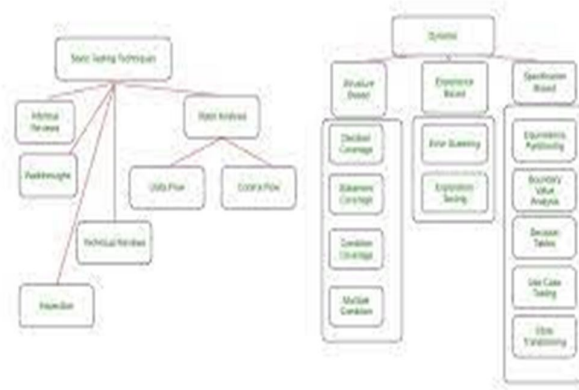 Static Testing Techniques
Informal
Reviews
Walkthroughs
Static Analysis
Data Flow
Control Flow
Technical Reviews
Inspection
Dynamic
Structure
Based
Experience
Based
Specification
Based
Decision
Coverage
Statement
Coverage
Condition
Coverage
Multiple
Condition
Error Guessing
Exploratory
Testing
Equivalence
Partitioning
Boundary
Value
Analysis
Decision
Tables
Use Case
Testing
State